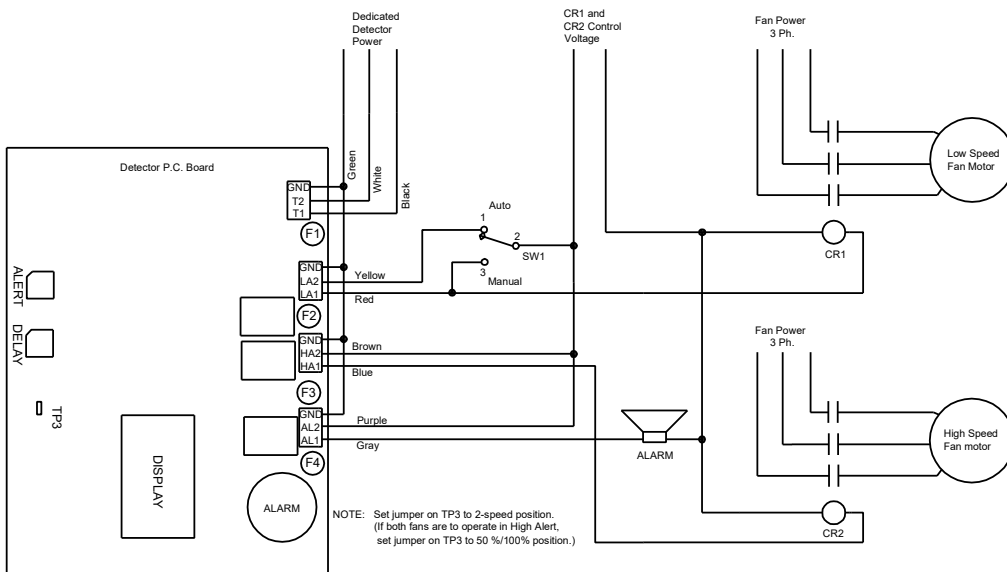 Dedicated
Detector
Power
CR1 and
CR2 Control
Voltage
Fan Power
3 Ph.
Detector P.C. Board
Green
White
Black
GND
T2
T1
F1
Low Speed
Fan Motor
Auto
1
2
SW1
3
Manual
CR1
GND
LA2
LA1
Yellow
Red
F2
ALERT
DELAY
TP3
GND
HA2
HA1
Brown
Blue
F3
Fan Power
3 Ph.
GND
AL2
AL1
Purple
Gray
F4
ALARM
High Speed
Fan motor
DISPLAY
ALARM
NOTE: Set jumper on TP3 to 2-speed position.
(If both fans are to operate in High Alert,
set jumper on TP3 to 50 %/100% position.)
CR2